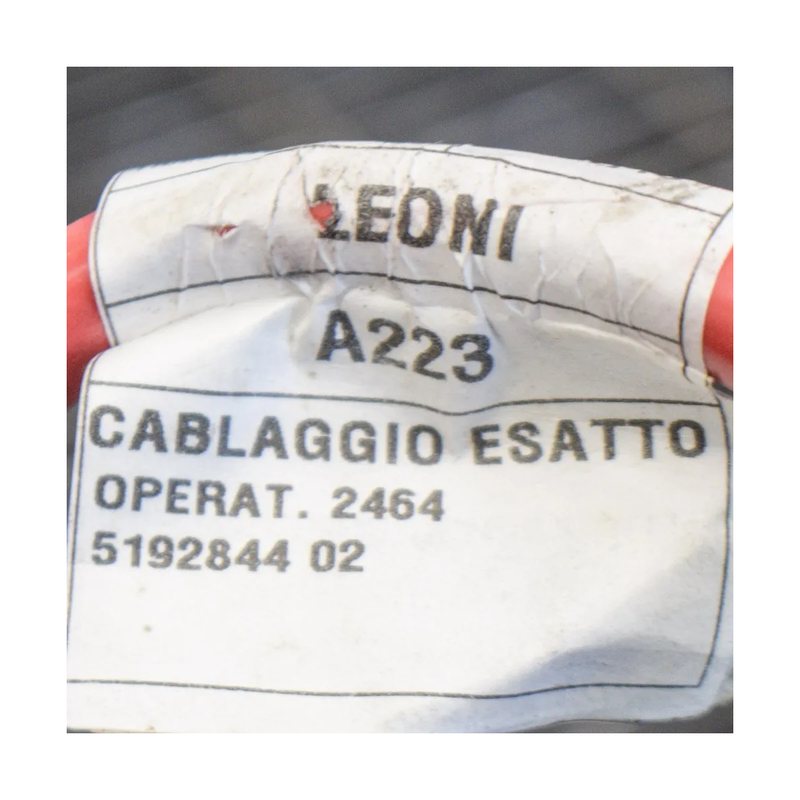 LEONI
A223
CABLAGGIO ESATTO
OPERAT. 2464
5192844 02